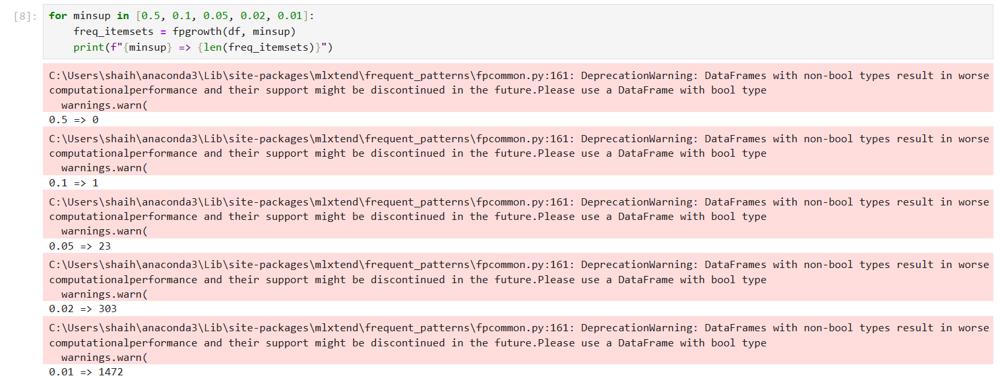 [8]: for minsup in [0.5, 0.1, 0.05, 0.02, 0.01]:
    freq_itemsets = fpgrowth(df, minsup)
    print(f"{minsup} => {len(freq_itemsets)}")
C:\Users\shaih\anaconda3\Lib\site-packages\mlxtend\frequent_patterns\fpcommon.py:161: DeprecationWarning: DataFrames with non-bool types result in worse
computationalperformance and their support might be discontinued in the future.Please use a DataFrame with bool type
  warnings.warn(
0.5 => 0
C:\Users\shaih\anaconda3\Lib\site-packages\mlxtend\frequent_patterns\fpcommon.py:161: DeprecationWarning: DataFrames with non-bool types result in worse
computationalperformance and their support might be discontinued in the future.Please use a DataFrame with bool type
  warnings.warn(
0.1 => 1
C:\Users\shaih\anaconda3\Lib\site-packages\mlxtend\frequent_patterns\fpcommon.py:161: DeprecationWarning: DataFrames with non-bool types result in worse
computationalperformance and their support might be discontinued in the future.Please use a DataFrame with bool type
  warnings.warn(
0.05 => 23
C:\Users\shaih\anaconda3\Lib\site-packages\mlxtend\frequent_patterns\fpcommon.py:161: DeprecationWarning: DataFrames with non-bool types result in worse
computationalperformance and their support might be discontinued in the future.Please use a DataFrame with bool type
  warnings.warn(
0.02 => 303
C:\Users\shaih\anaconda3\Lib\site-packages\mlxtend\frequent_patterns\fpcommon.py:161: DeprecationWarning: DataFrames with non-bool types result in worse
computationalperformance and their support might be discontinued in the future.Please use a DataFrame with bool type
  warnings.warn(
0.01 => 1472